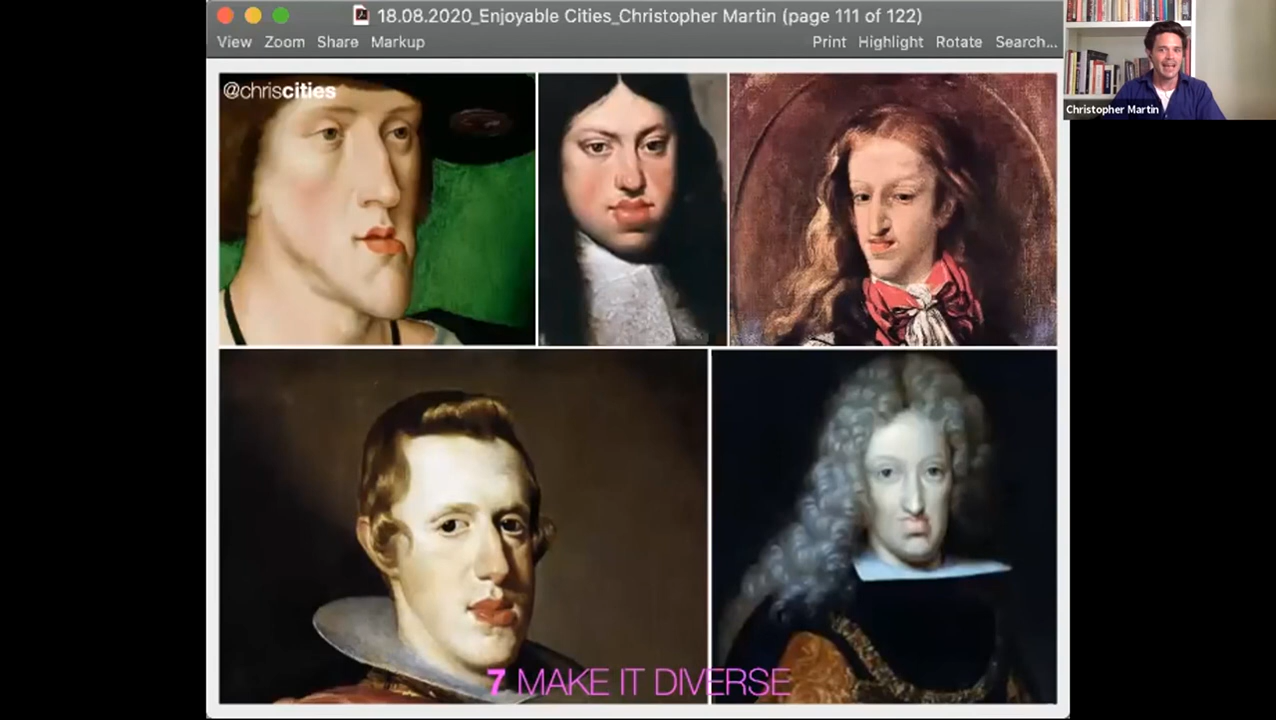 18.08.2020_Enjoyable Cities_Christopher Martin (page 111 of 122)
View Zoom Share Markup
Print Highlight Rotate Search...
@chriscities
Christopher Martin
7 MAKE IT DIVERSE